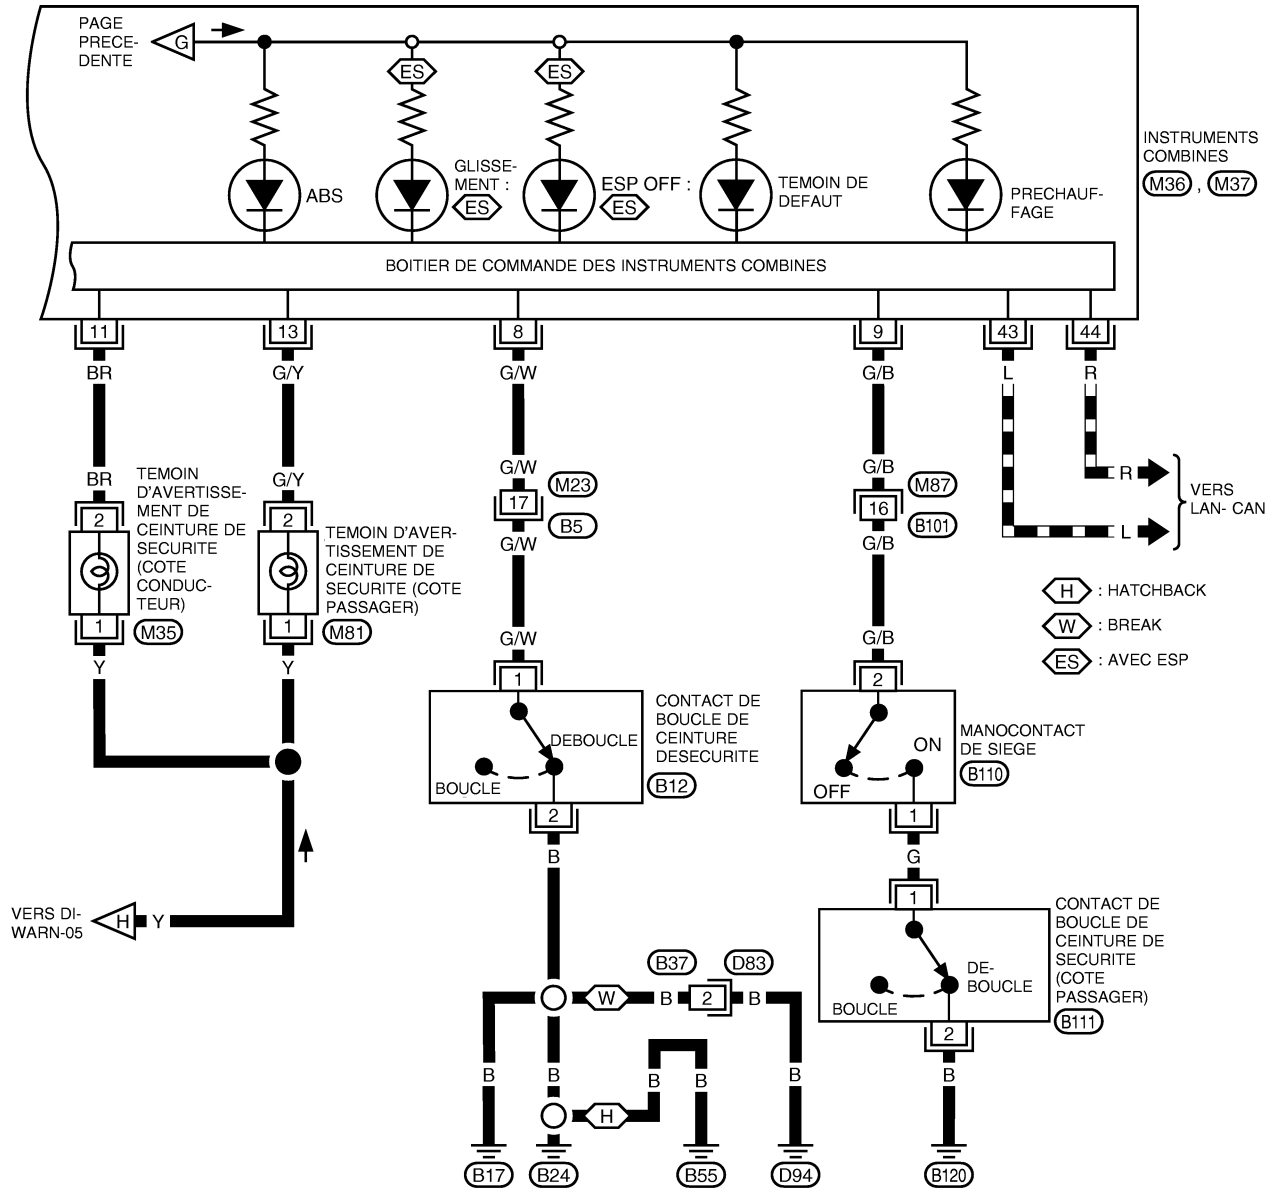 PAGE
PRECE-
DENTE
G
ES
ES
ABS
GLISSE-
MENT :
ES
ESP OFF :
ES
TEMOIN DE
DEFAUT
PRECHAUF-
FAGE
INSTRUMENTS
COMBINES
M36 , M37
BOITIER DE COMMANDE DES INSTRUMENTS COMBINES
11 13 8 9 43 44
BR G/Y G/W G/B L R
BR G/Y G/W G/B
TEMOIN
D'AVERTISSE-
MENT DE
CEINTURE DE
SECURITE
(COTE
CONDUC-
TEUR)
M35
2
1
Y
2
1
Y
TEMOIN D'AVER-
TISSEMENT DE
CEINTURE DE
SECURITE (COTE
PASSAGER)
M81
M23
17
B5
G/W
G/W
M87
16
B101
G/B
G/B
R
L
VERS
LAN- CAN
H : HATCHBACK
W : BREAK
ES : AVEC ESP
1
DEBOUCLE
BOUCLE
2
B
CONTACT DE
BOUCLE DE
CEINTURE
DESECURITE
B12
2
ON
OFF
1
G
MANOCONTACT
DE SIEGE
B110
VERS DI-
WARN-05
H Y
1
DE-
BOUCLE
BOUCLE
2
B
CONTACT DE
BOUCLE DE
CEINTURE DE
SECURITE
(COTE
PASSAGER)
B111
B37 D83
W B 2 B
B B B B B
H
B17 B24 B55 D94 B120